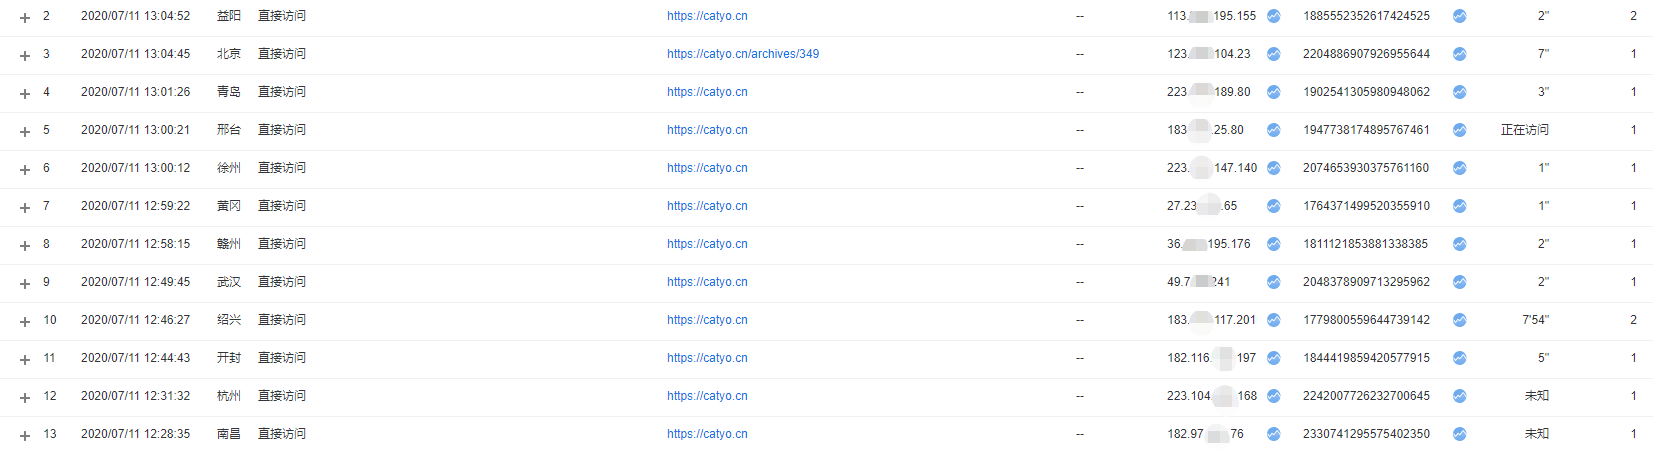 2 2020/07/11 13:04:52 益阳 直接访问 https://catyo.cn -- 113. 195.155 1885552352617424525 2" 2
3 2020/07/11 13:04:45 北京 直接访问 https://catyo.cn/archives/349 -- 123. 104.23 2204886907926955644 7" 1
4 2020/07/11 13:01:26 青岛 直接访问 https://catyo.cn -- 223 189.80 1902541305980948062 3" 1
5 2020/07/11 13:00:21 邢台 直接访问 https://catyo.cn -- 183 .25.80 1947738174895767461 正在访问 1
6 2020/07/11 13:00:12 徐州 直接访问 https://catyo.cn -- 223. 147.140 2074653930375761160 1" 1
7 2020/07/11 12:59:22 黄冈 直接访问 https://catyo.cn -- 27.23 .65 1764371499520355910 1" 1
8 2020/07/11 12:58:15 赣州 直接访问 https://catyo.cn -- 36. 195.176 1811121853881338385 2" 1
9 2020/07/11 12:49:45 武汉 直接访问 https://catyo.cn -- 49.7 241 2048378909713295962 2" 1
10 2020/07/11 12:46:27 绍兴 直接访问 https://catyo.cn -- 183. 117.201 1779800559644739142 7'54" 2
11 2020/07/11 12:44:43 开封 直接访问 https://catyo.cn -- 182.116. 197 1844419859420577915 5" 1
12 2020/07/11 12:31:32 杭州 直接访问 https://catyo.cn -- 223.104. 168 2242007726232700645 未知 1
13 2020/07/11 12:28:35 南昌 直接访问 https://catyo.cn -- 182.97 76 2330741295575402350 未知 1